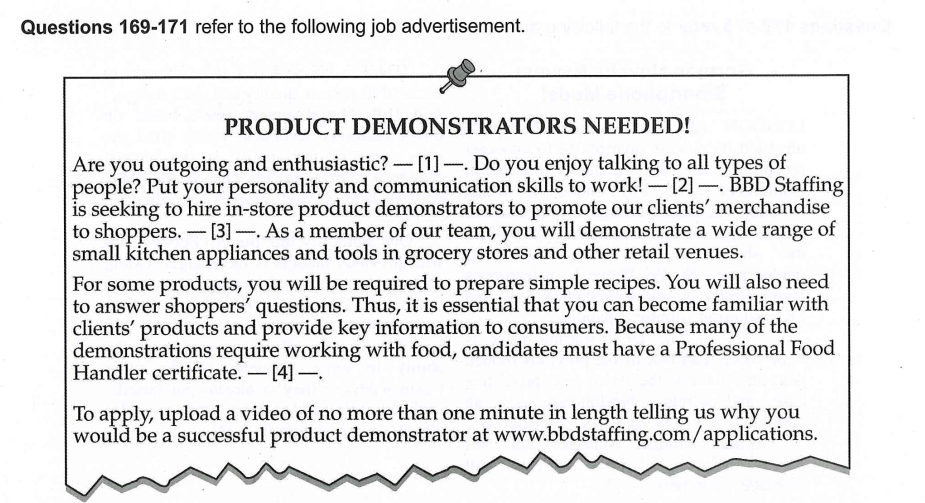 Questions 169-171 refer to the following job advertisement.
PRODUCT DEMONSTRATORS NEEDED!
Are you outgoing and enthusiastic? — [1] —. Do you enjoy talking to all types of
people? Put your personality and communication skills to work! — [2] —. BBD Staffing
is seeking to hire in-store product demonstrators to promote our clients' merchandise
to shoppers. — [3] —. As a member of our team, you will demonstrate a wide range of
small kitchen appliances and tools in grocery stores and other retail venues.
For some products, you will be required to prepare simple recipes. You will also need
to answer shoppers' questions. Thus, it is essential that you can become familiar with
clients' products and provide key information to consumers. Because many of the
demonstrations require working with food, candidates must have a Professional Food
Handler certificate. — [4] —.
To apply, upload a video of no more than one minute in length telling us why you
would be a successful product demonstrator at www.bbdstaffing.com/applications.